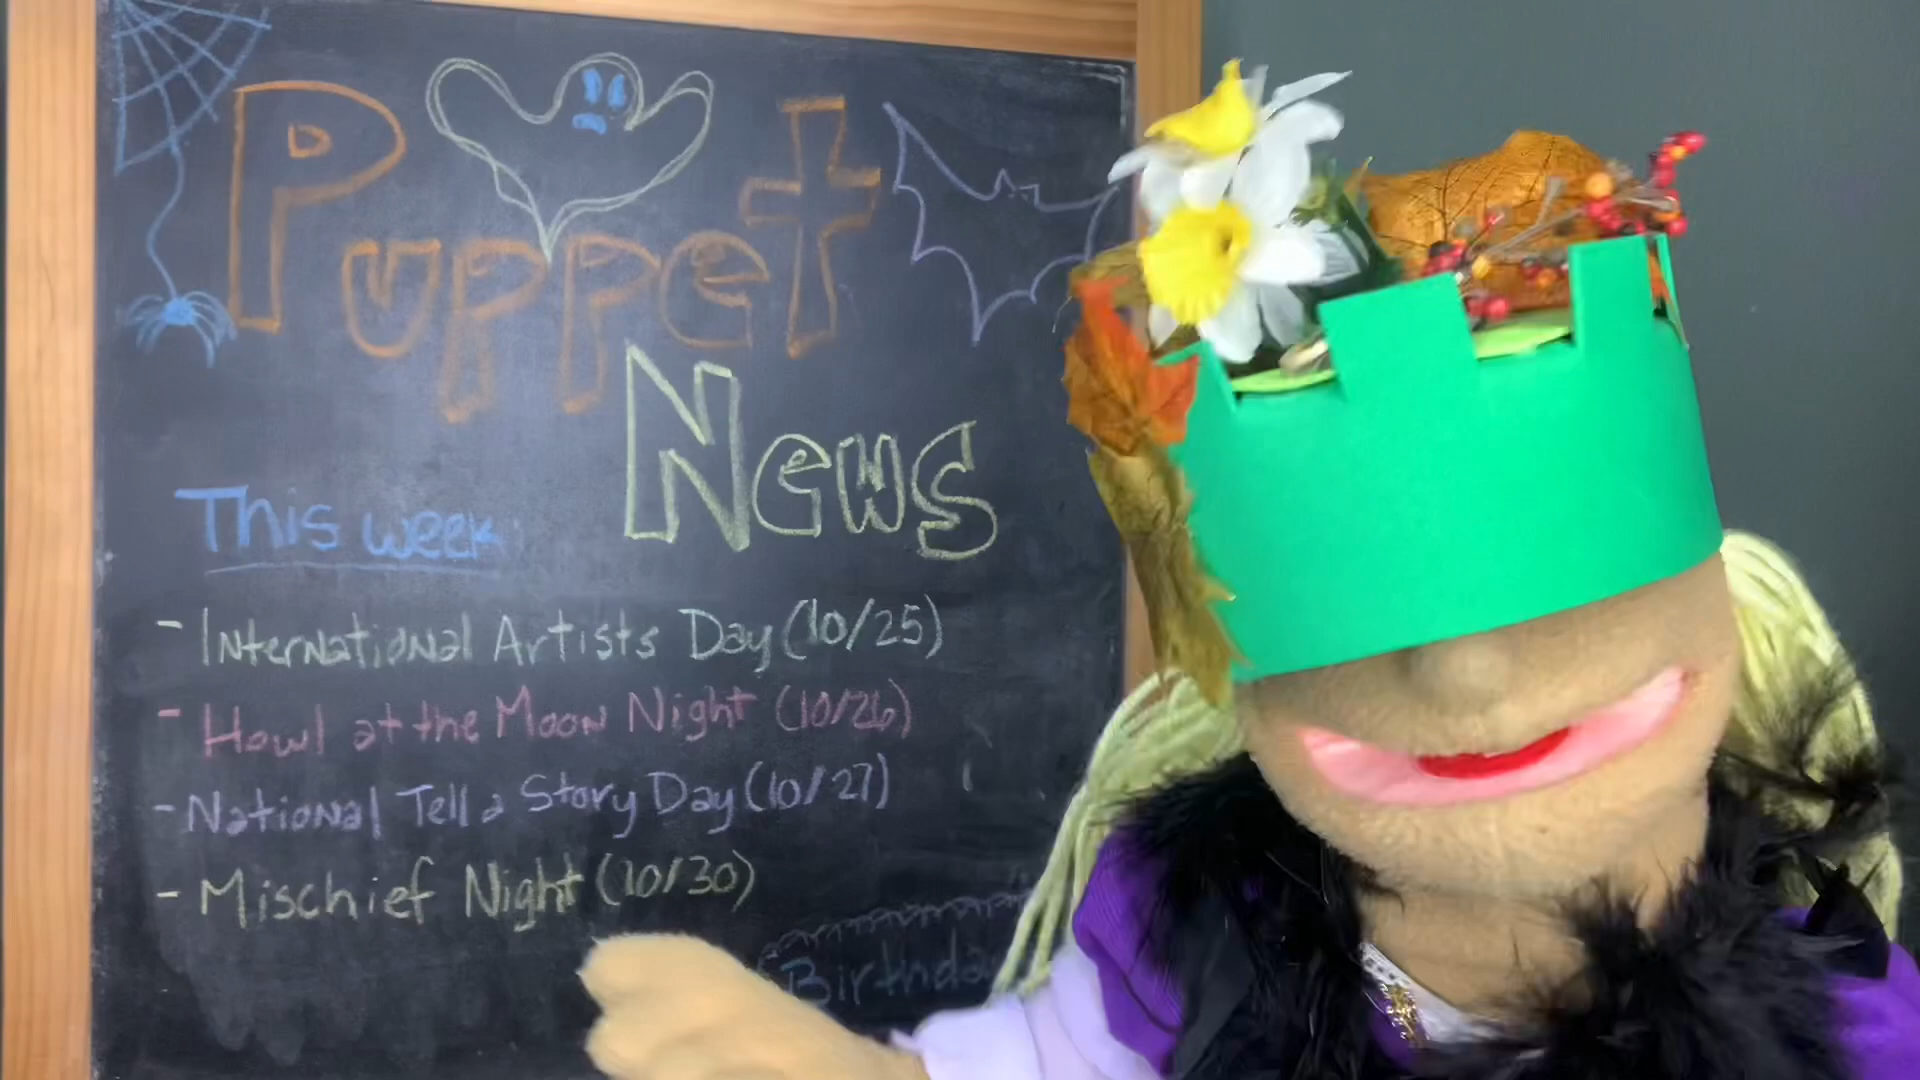 Puppet
News
This week
- International Artists Day (10/25)
- Howl at the Moon Night (10/26)
- National Tell a Story Day (10/27)
- Mischief Night (10/30)